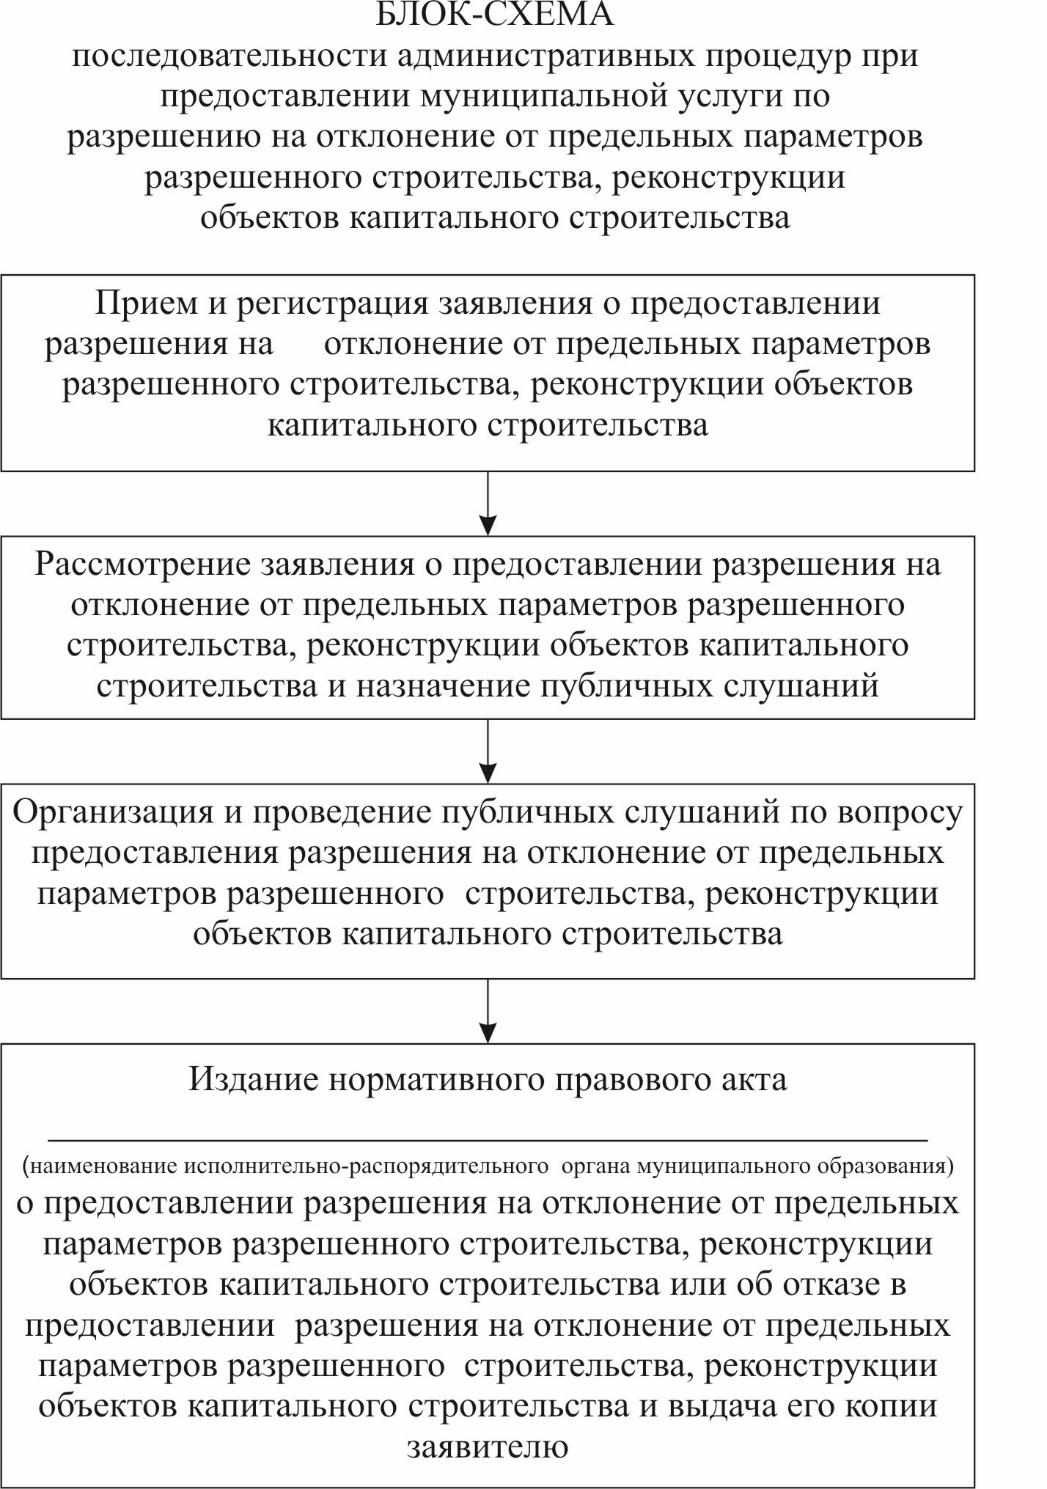 БЛОК-СХЕМА
последовательности административных процедур при
предоставлении муниципальной услуги по
разрешению на отклонение от предельных параметров
разрешенного строительства, реконструкции
объектов капитального строительства
Прием и регистрация заявления о предоставлении
разрешения на отклонение от предельных параметров
разрешенного строительства, реконструкции объектов
капитального строительства
Рассмотрение заявления о предоставлении разрешения на
отклонение от предельных параметров разрешенного
строительства, реконструкции объектов капитального
строительства и назначение публичных слушаний
Организация и проведение публичных слушаний по вопросу
предоставления разрешения на отклонение от предельных
параметров разрешенного строительства, реконструкции
объектов капитального строительства
Издание нормативного правового акта
(наименование исполнительно-распорядительного органа муниципального образования)
о предоставлении разрешения на отклонение от предельных
параметров разрешенного строительства, реконструкции
объектов капитального строительства или об отказе в
предоставлении разрешения на отклонение от предельных
параметров разрешенного строительства, реконструкции
объектов капитального строительства и выдача его копии
заявителю